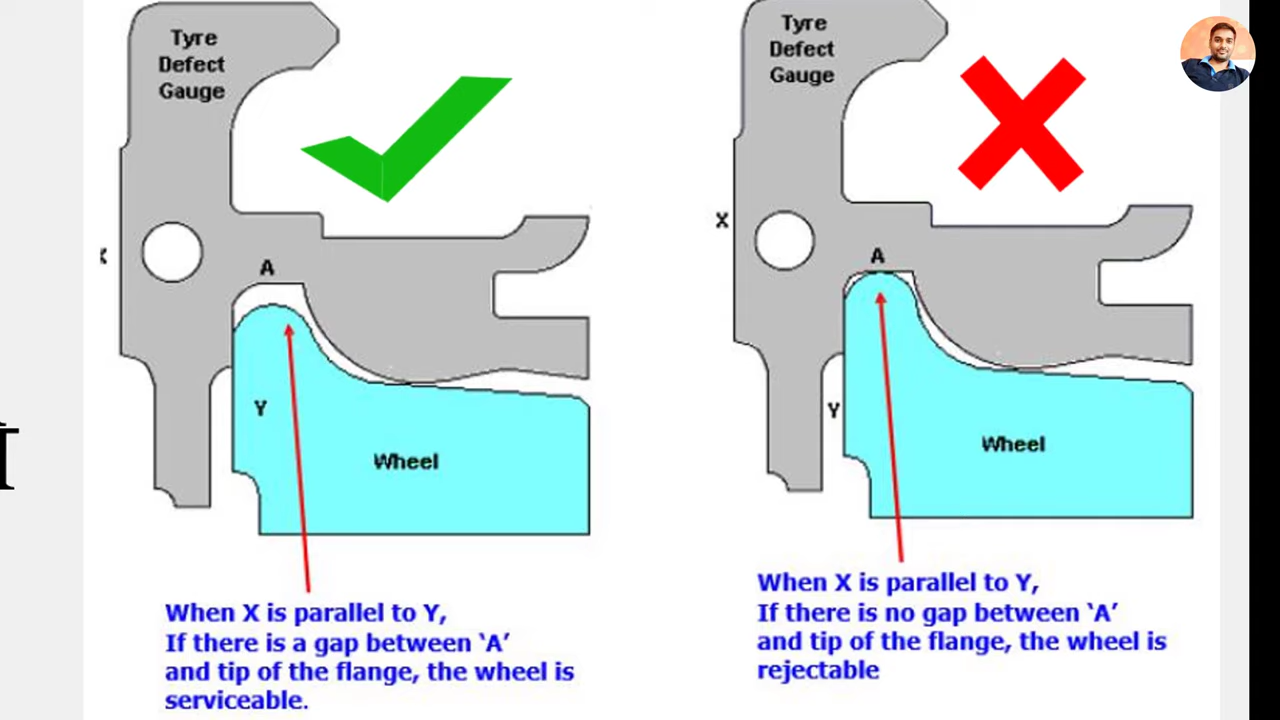 Tyre
Defect
Gauge
A
Y
Wheel
When X is parallel to Y,
If there is a gap between ‘A’
and tip of the flange, the wheel is
serviceable.
Tyre
Defect
Gauge
X
A
Y
Wheel
When X is parallel to Y,
If there is no gap between ‘A’
and tip of the flange, the wheel is
rejectable